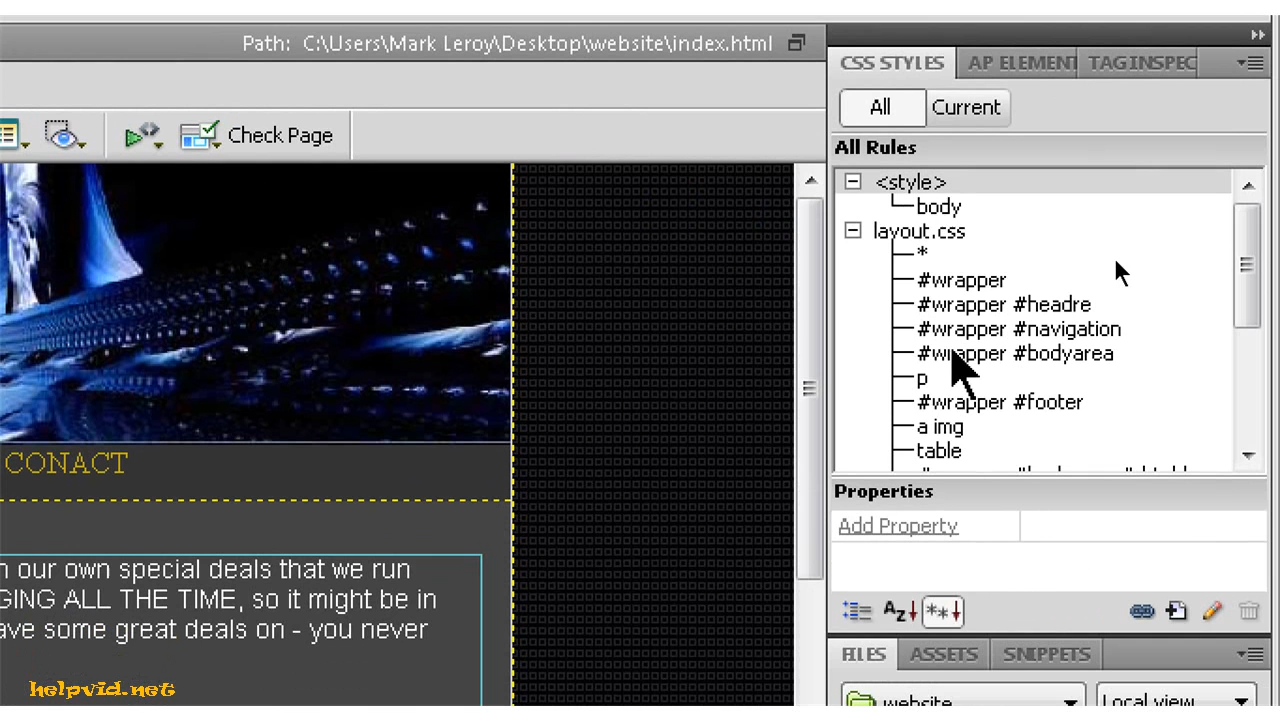 Path: C:\Users\Mark Leroy\Desktop\website\index.html
Check Page
CONACT
n our own special deals that we run
GING ALL THE TIME, so it might be in
ave some great deals on - you never
helpvid.net
CSS STYLES AP ELEMENT TAG INSPEC
All Current
All Rules
<style>
body
layout.css
*
#wrapper
#wrapper #headre
#wrapper #navigation
#wrapper #bodyarea
p
#wrapper #footer
a img
table
Properties
Add Property
FILES ASSETS SNIPPETS
website Local view